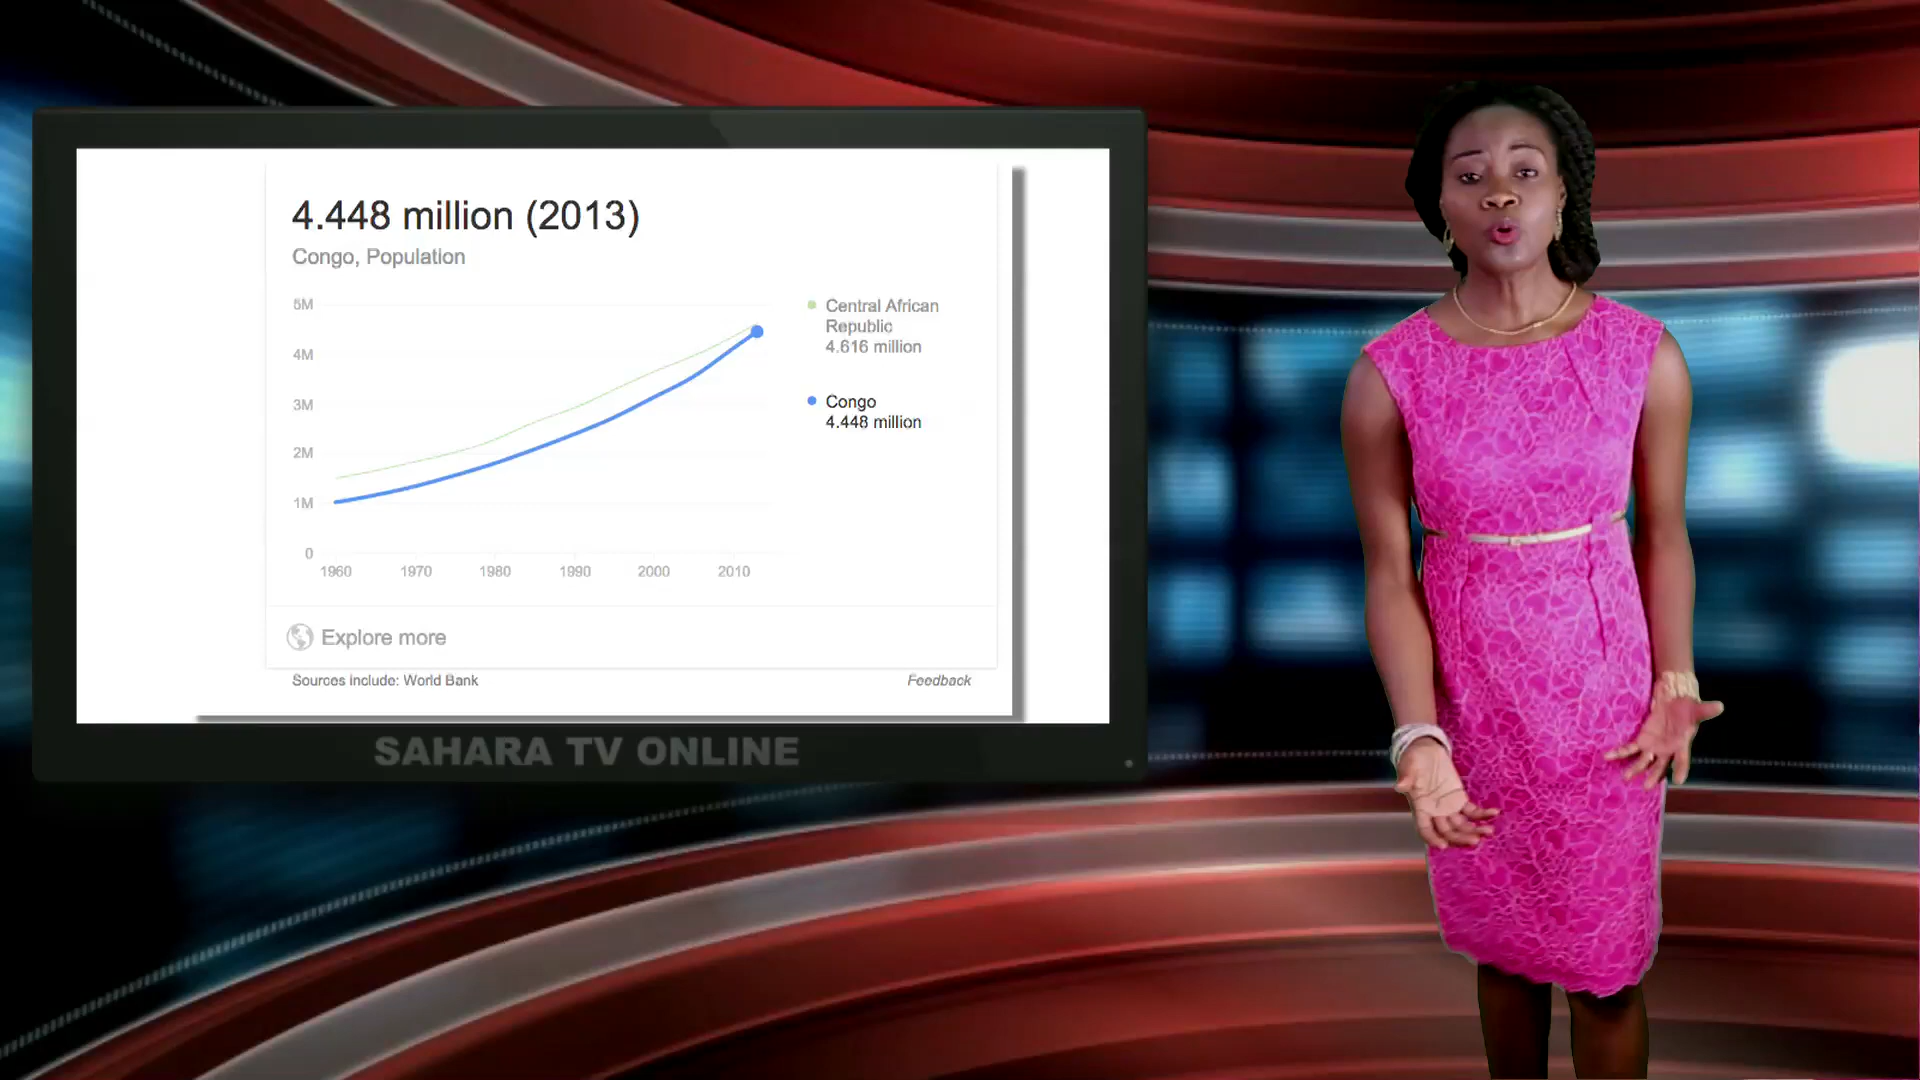 4.448 million (2013)
Congo, Population
5M
4M
3M
2M
1M
0
1960 1970 1980 1990 2000 2010
Central African
Republic
4.616 million
Congo
4.448 million
Explore more
Sources include: World Bank
Feedback
SAHARA TV ONLINE